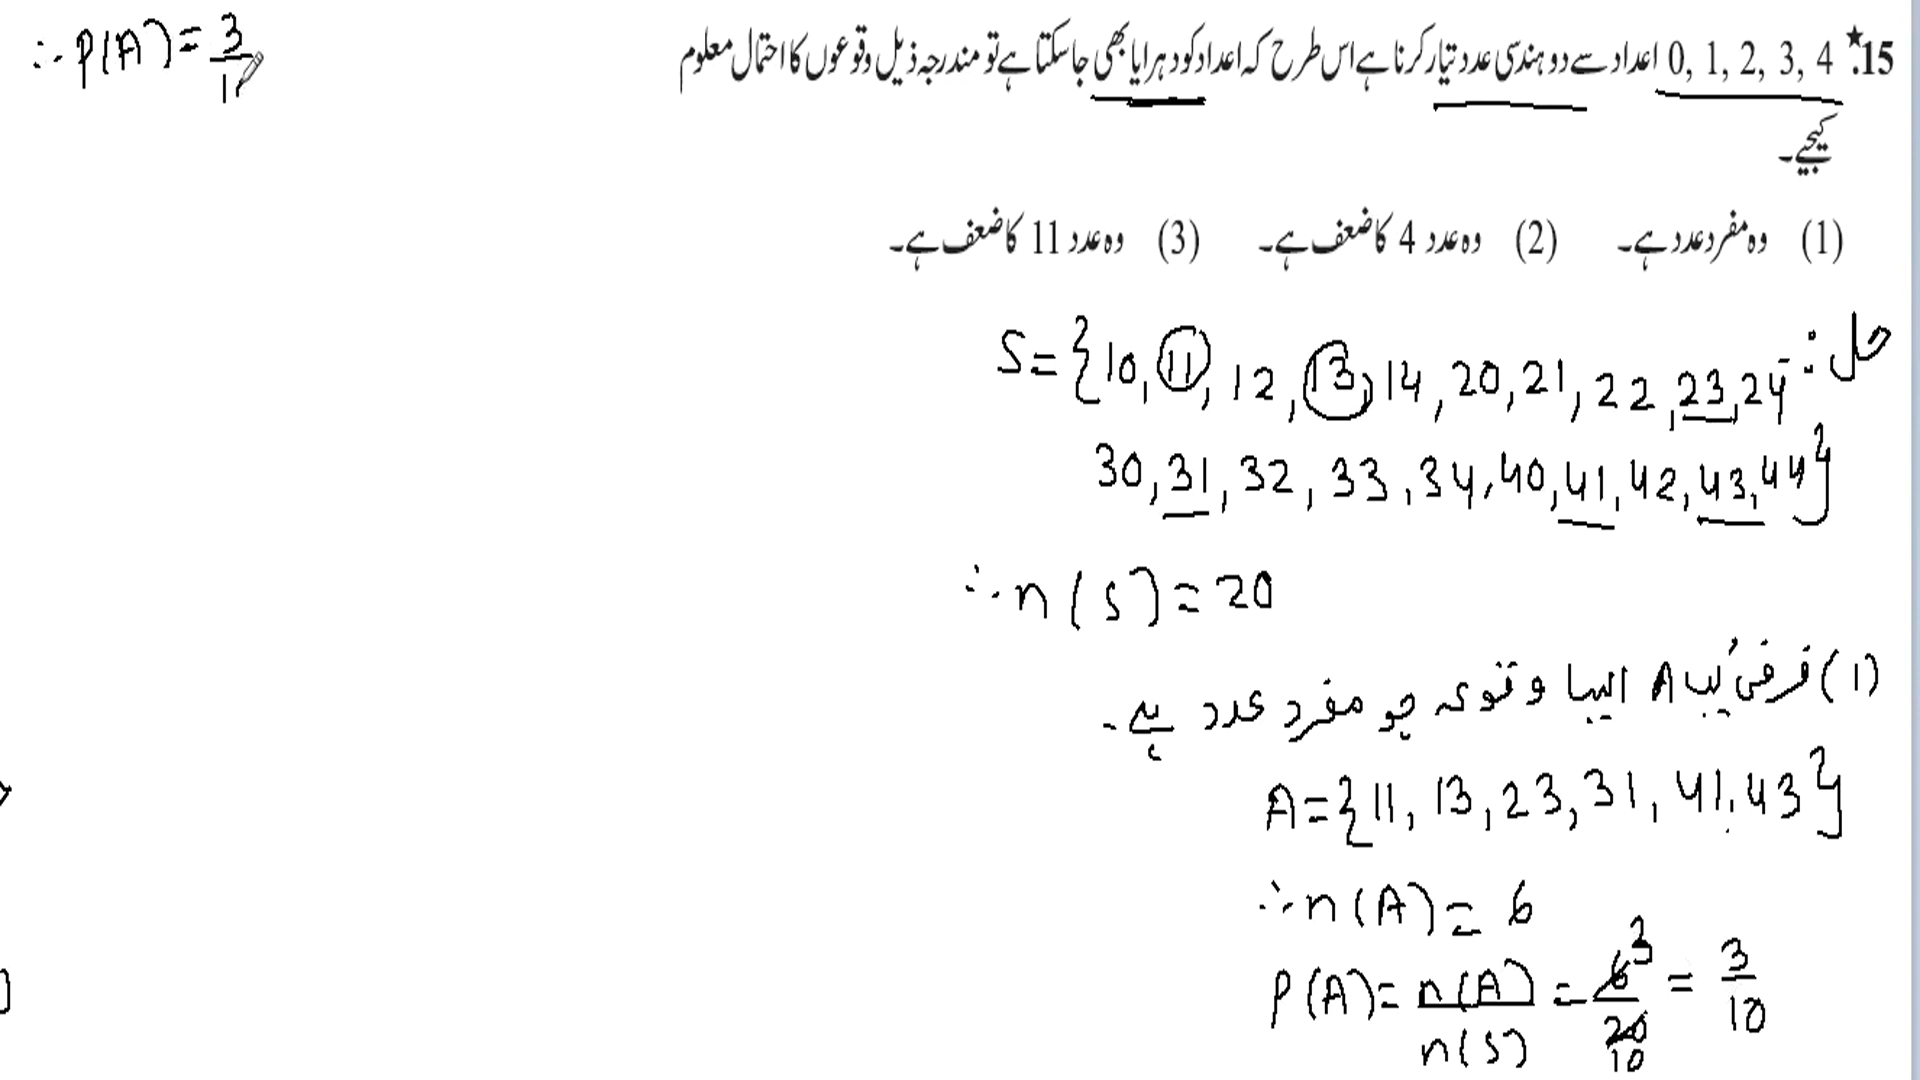 15.* 0, 1, 2, 3, 4 اعداد سے دو ہندسی عدد تیار کرنا ہے اس طرح کہ اعداد کو دہرایا بھی جاسکتا ہے تو مندرجہ ذیل وقوعوں کا احتمال معلوم
کیجیے۔
(1) وہ مفرد عدد ہے۔ (2) وہ عدد 4 کا ضعف ہے۔ (3) وہ عدد 11 کا ضعف ہے۔
حل:
S={10, 11, 12, 13, 14, 20, 21, 22, 23, 24
30, 31, 32, 33, 34, 40, 41, 42, 43, 44}
∴ n(S)=20
(1) فرض کیا A ایسا وقوعہ جو مفرد عدد ہے۔
A={11, 13, 23, 31, 41, 43}
∴ n(A)= 6
P(A)= n(A)/n(S) = 6/20 3/10 = 3/10
∴ P(A)= 3/1